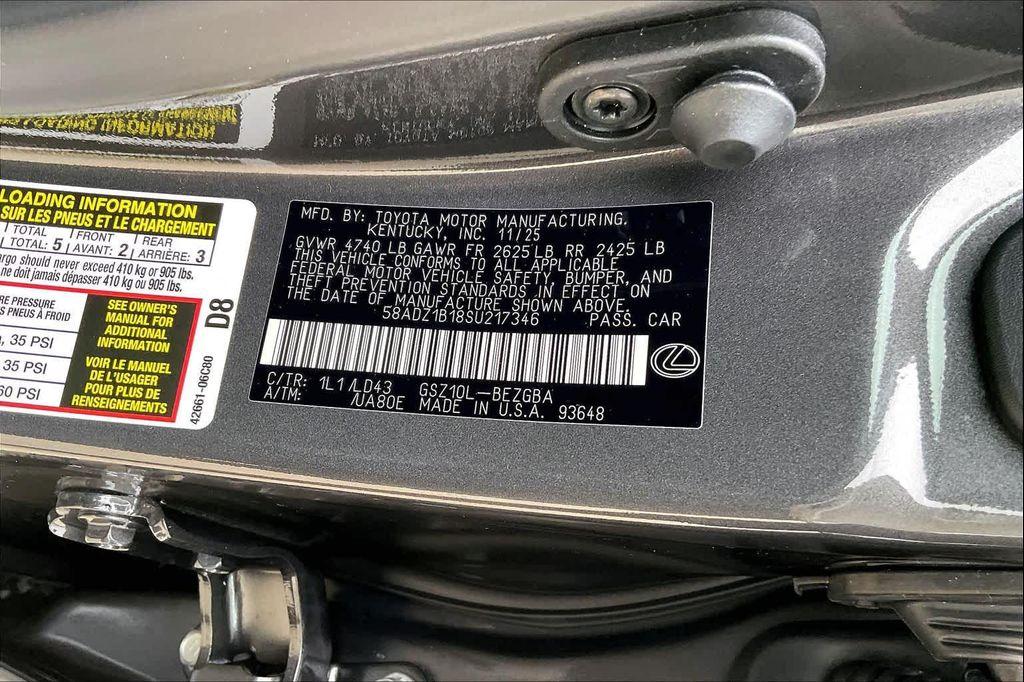 LOADING INFORMATION
SUR LES PNEUS ET LE CHARGEMENT
TOTAL FRONT REAR
TOTAL: 5 AVANT: 2 ARRIÈRE: 3
should never exceed 410 kg or 905 lbs.
ne doit jamais dépasser 410 kg ou 905 lbs.
PRESSURE
PNEUS À FROID
35 PSI
35 PSI
60 PSI
SEE OWNER'S
MANUAL FOR
ADDITIONAL
INFORMATION
VOIR LE MANUEL
DE L'USAGER
POUR PLUS DE
RENSEIGNEMENTS
D8
42661-06C80
MFD. BY: TOYOTA MOTOR MANUFACTURING.
KENTUCKY, INC. 11/25
GVWR 4740 LB GAWR FR 2625 LB RR 2425 LB
THIS VEHICLE CONFORMS TO ALL APPLICABLE
FEDERAL MOTOR VEHICLE SAFETY, BUMPER, AND
THEFT PREVENTION STANDARDS IN EFFECT ON
THE DATE OF MANUFACTURE SHOWN ABOVE.
58ADZ1B18SU217346 PASS. CAR
C/TR: 1L1/LD43 GSZ10L-BEZGBA
A/TM: /UA80E MADE IN U.S.A. 93648